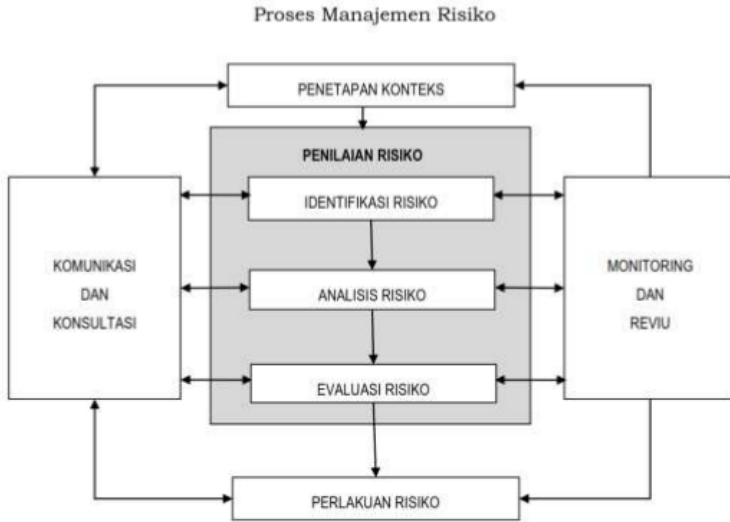 Proses Manajemen Risiko
PENETAPAN KONTEKS
PENILAIAN RISIKO
IDENTIFIKASI RISIKO
ANALISIS RISIKO
EVALUASI RISIKO
KOMUNIKASI
DAN
KONSULTASI
MONITORING
DAN
REVIU
PERLAKUAN RISIKO